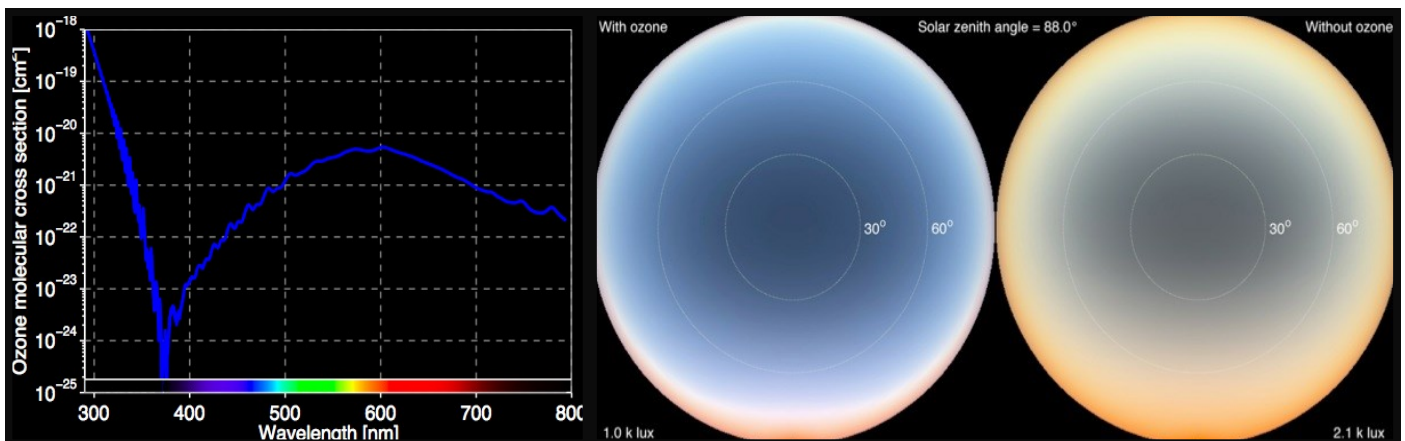 Ozone molecular cross section [cm²]
10⁻¹⁸
10⁻¹⁹
10⁻²⁰
10⁻²¹
10⁻²²
10⁻²³
10⁻²⁴
10⁻²⁵
300 400 500 600 700 800
Wavelength [nm]
With ozone
Solar zenith angle = 88.0°
Without ozone
30° 60°
30° 60°
1.0 k lux
2.1 k lux